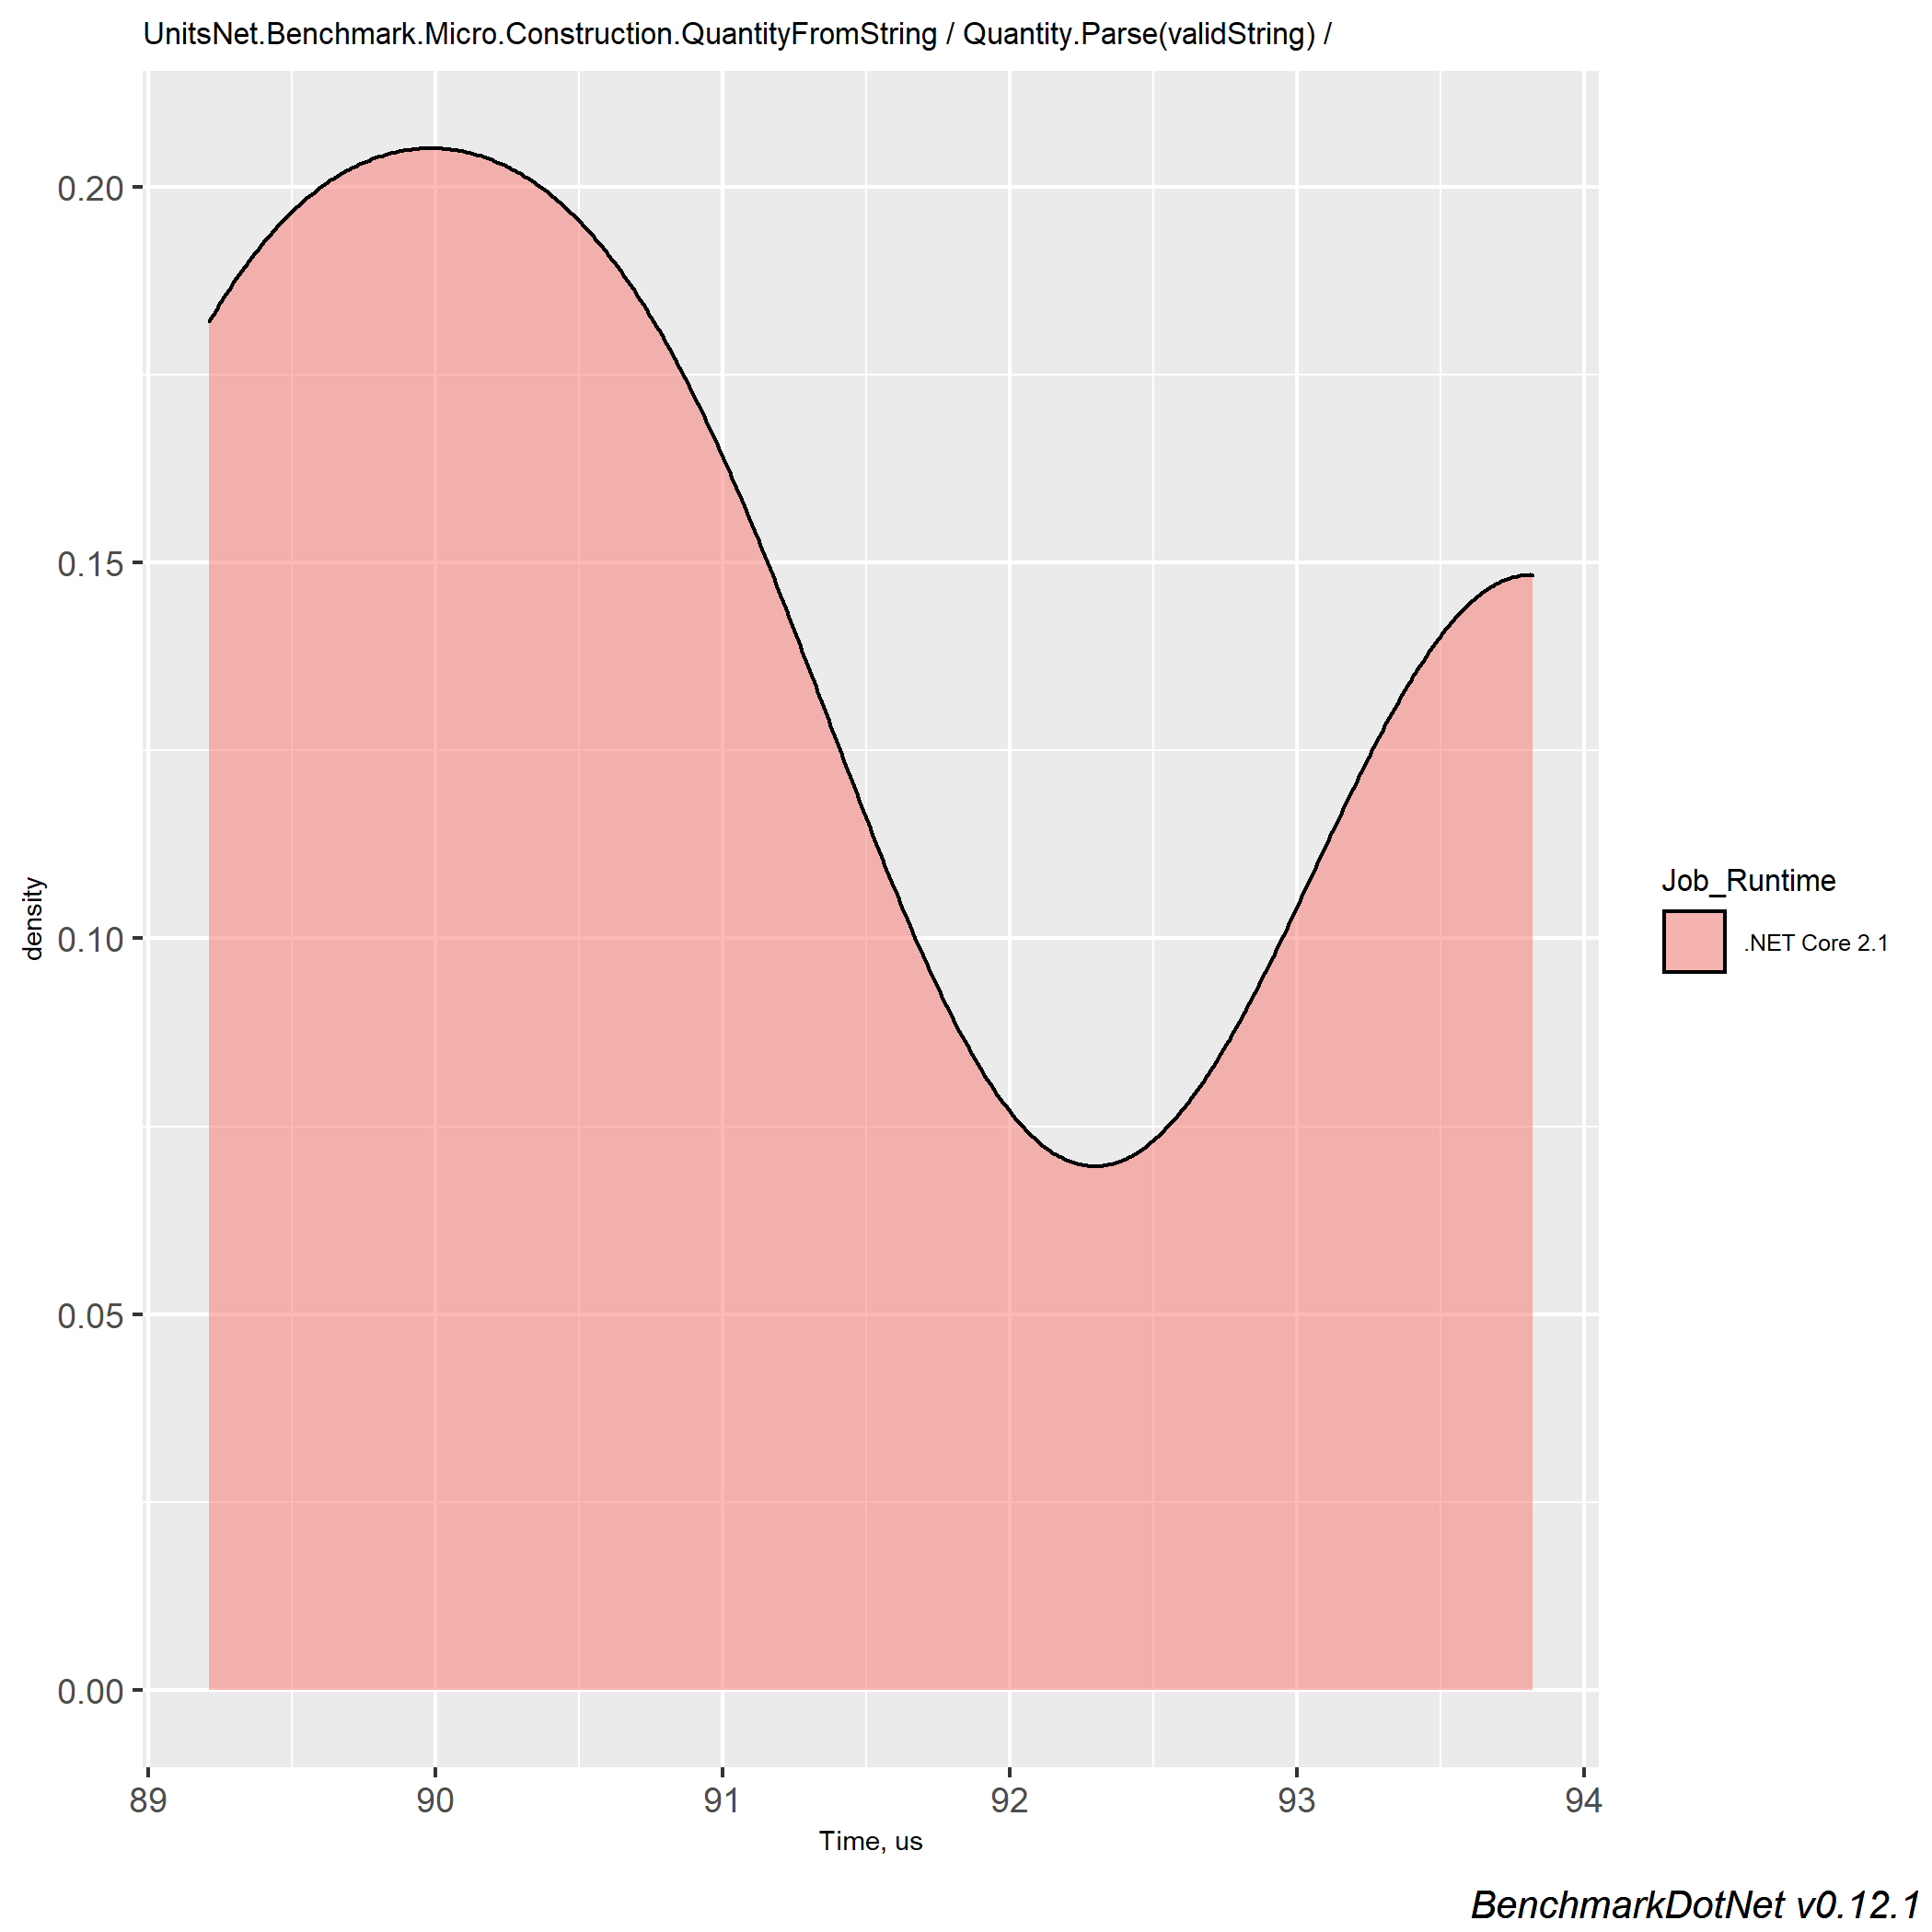 UnitsNet.Benchmark.Micro.Construction.QuantityFromString / Quantity.Parse(validString) /
0.20
0.15
0.10
0.05
0.00
density
89 90 91 92 93 94
Time, us
Job_Runtime
.NET Core 2.1
BenchmarkDotNet v0.12.1